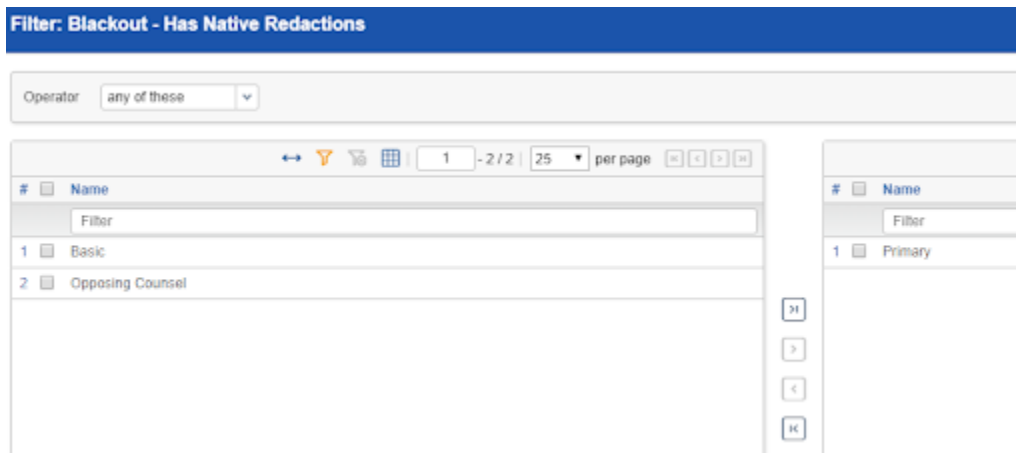 Filter: Blackout - Has Native Redactions
Operator any of these
1 - 2 / 2 25 per page
# Name
Filter
1 Basic
2 Opposing Counsel
# Name
Filter
1 Primary